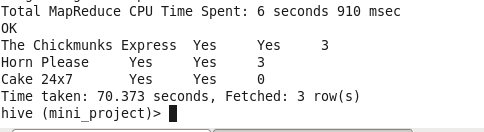 Total MapReduce CPU Time Spent: 6 seconds 910 msec
OK
The Chickmunks Express  Yes     Yes     3
Horn Please     Yes     Yes     3
Cake 24x7       Yes     Yes     0
Time taken: 70.373 seconds, Fetched: 3 row(s)
hive (mini_project)>